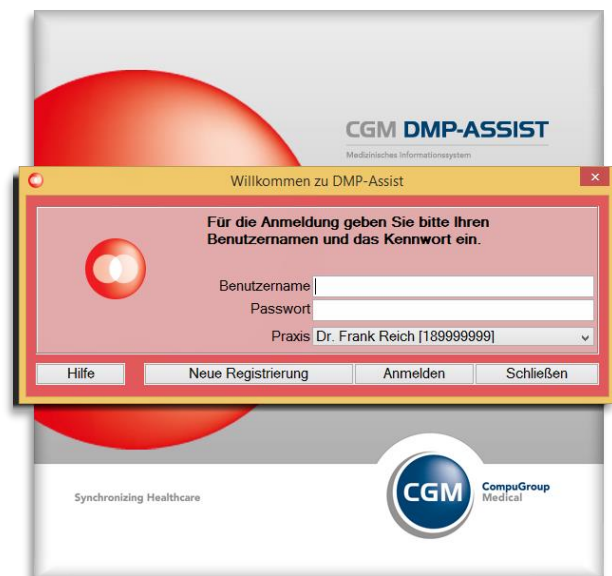 CGM DMP-ASSIST
Medizinisches Informationssystem
Willkommen zu DMP-Assist
Für die Anmeldung geben Sie bitte Ihren
Benutzernamen und das Kennwort ein.
Benutzername
Passwort
Praxis Dr. Frank Reich [189999999]
Hilfe Neue Registrierung Anmelden Schließen
Synchronizing Healthcare
CGM
CompuGroup
Medical